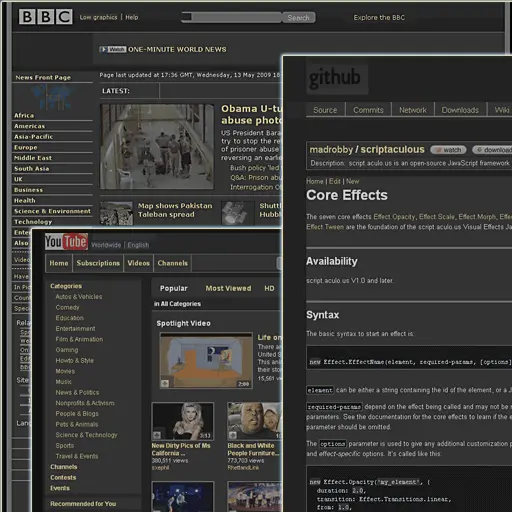 BBC
Low graphics | Help
Search
Explore the BBC
Watch ONE-MINUTE WORLD NEWS
News Front Page
Africa
Americas
Asia-Pacific
Europe
Middle East
South Asia
UK
Business
Health
Science & Environment
Technology
Also
Page last updated at 17:36 GMT, Wednesday, 13 May 2009 18
LATEST:
Obama U-tu
abuse photo
US President Bara
try to stop the re
of prisoner abuse
reversing an earlie
Bush policy 'led
Q&A: Prison abu
Interrogation O
Map shows Pakistan
Taleban spread
Shuttle
Hubbl
YouTube
Worldwide | English
Home | Subscriptions | Videos | Channels
Categories
Autos & Vehicles
Comedy
Education
Entertainment
Film & Animation
Gaming
Howto & Style
Movies
Music
News & Politics
Nonprofits & Activism
People & Blogs
Pets & Animals
Science & Technology
Sports
Travel & Events
Channels
Contests
Events
Recommended for You
Popular Most Viewed HD
in All Categories
Spotlight Video
2:00
Life on
There are
United S
This anim
their stor
15,561 vi
3:13
New Dirty Pics of Ms
California ...
380,511 views
Black and White
People Furniture...
773,703 views
RhettandLink
github
Source Commits Network Downloads Wiki
madrobby / scriptaculous watch download
Description: script.aculo.us is an open-source JavaScript framework
Home | Edit | New
Core Effects
The seven core effects Effect.Opacity, Effect.Scale, Effect.Morph, Effe
Effect.Tween are the foundation of the script.aculo.us Visual Effects Ja
Availability
script.aculo.us V1.0 and later.
Syntax
The basic syntax to start an effect is:
new Effect.EffectName(element, required-params, [options]
element can be either a string containing the id of the element, or a J
required-params depend on the effect being called and may not be n
parameters. See the documentation for the core effects to learn if the e
parameter should be omitted.
The options parameter is used to give any additional customization p
and effect-specific options. It's called like this:
new Effect.Opacity('my_element', {
duration: 2.0,
transition: Effect.Transitions.linear,
from: 1.0,